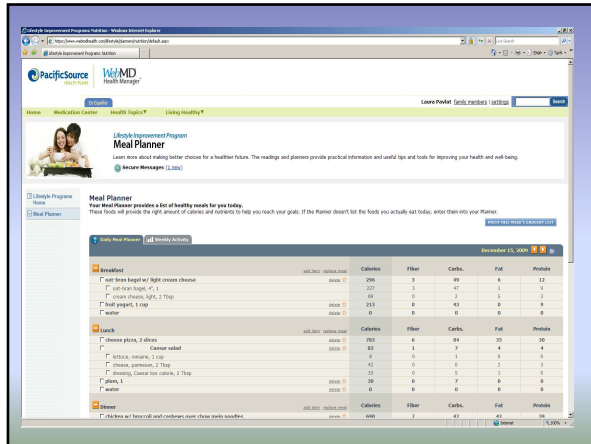 Lifestyle Improvement Programs: Nutrition - Windows Internet Explorer
Live Search
Lifestyle Improvement Programs: Nutrition
Page
Tools
PacificSource
HEALTH PLANS
WebMD
Health Manager
En Español
Laura Pavlat family members | settings
Search
Home Medication Center Health Topics Living Healthy
Lifestyle Improvement Program
Meal Planner
Learn more about making better choices for a healthier future. The readings and planners provide practical information and useful tips and tools for improving your health and well-being.
Secure Messages (1 new)
Lifestyle Programs Home
Meal Planner
Meal Planner
Your Meal Planner provides a list of healthy meals for you today.
These foods will provide the right amount of calories and nutrients to help you reach your goals. If the Planner doesn't list the foods you actually eat today, enter them into your Planner.
PRINT THIS WEEK'S GROCERY LIST
Daily Meal Planner Weekly Activity
December 15, 2009
Breakfast add item replace meal Calories Fiber Carbs. Fat Protein
oat-bran bagel w/ light cream cheese delete 296 3 49 6 12
oat-bran bagel, 4", 1 227 3 47 1 9
cream cheese, light, 2 Tbsp 69 0 2 5 3
fruit yogurt, 1 cup delete 213 0 43 0 9
water delete 0 0 0 0 0
Lunch add item replace meal Calories Fiber Carbs. Fat Protein
cheese pizza, 2 slices delete 783 6 84 35 30
Caesar salad delete 83 1 7 4 4
lettuce, romaine, 1 cup 8 0 1 0 0
cheese, parmesan, 2 Tbsp 42 0 0 2 3
dressing, Caesar low calorie, 2 Tbsp 33 0 5 1 0
plum, 1 delete 30 0 7 0 0
water delete 0 0 0 0 0
Dinner add item replace meal Calories Fiber Carbs. Fat Protein
chicken w/ broccoli and cashews over chow mein noodles delete 690 7 42 42 39
Internet 100%